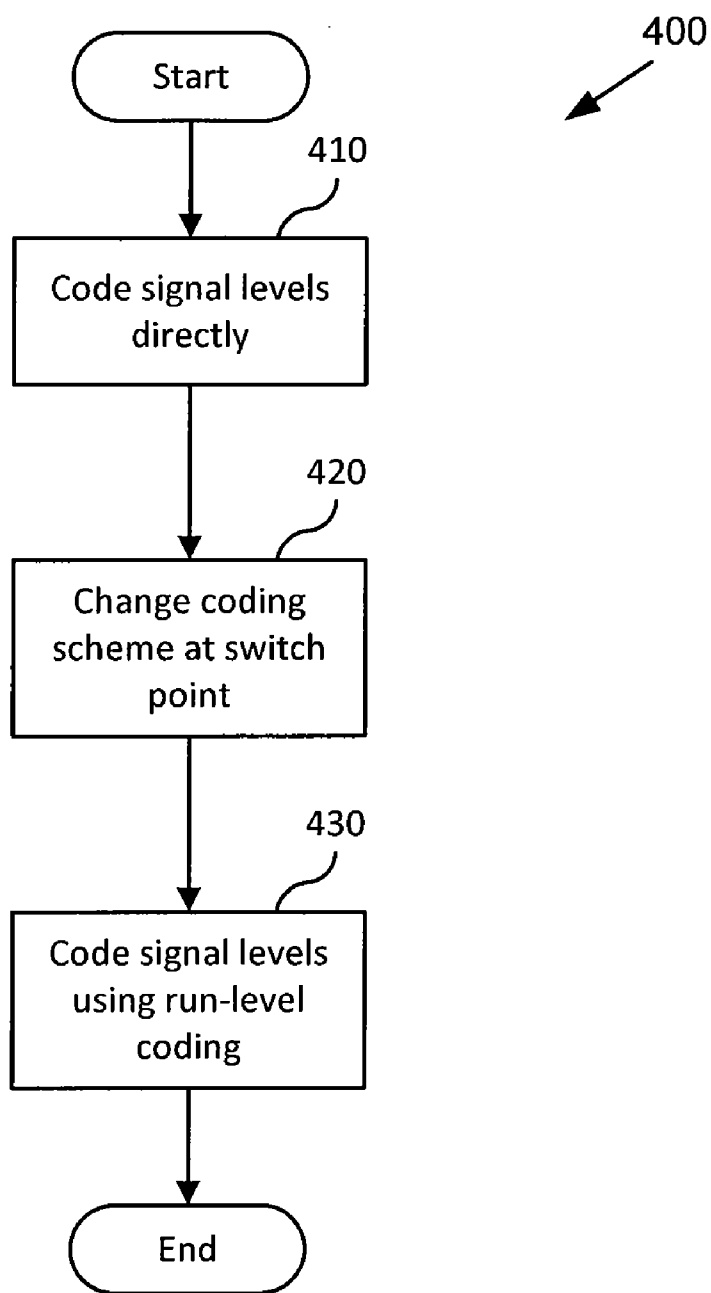 400
Start
410
Code signal levels
directly
420
Change coding
scheme at switch
point
430
Code signal levels
using run-level
coding
End